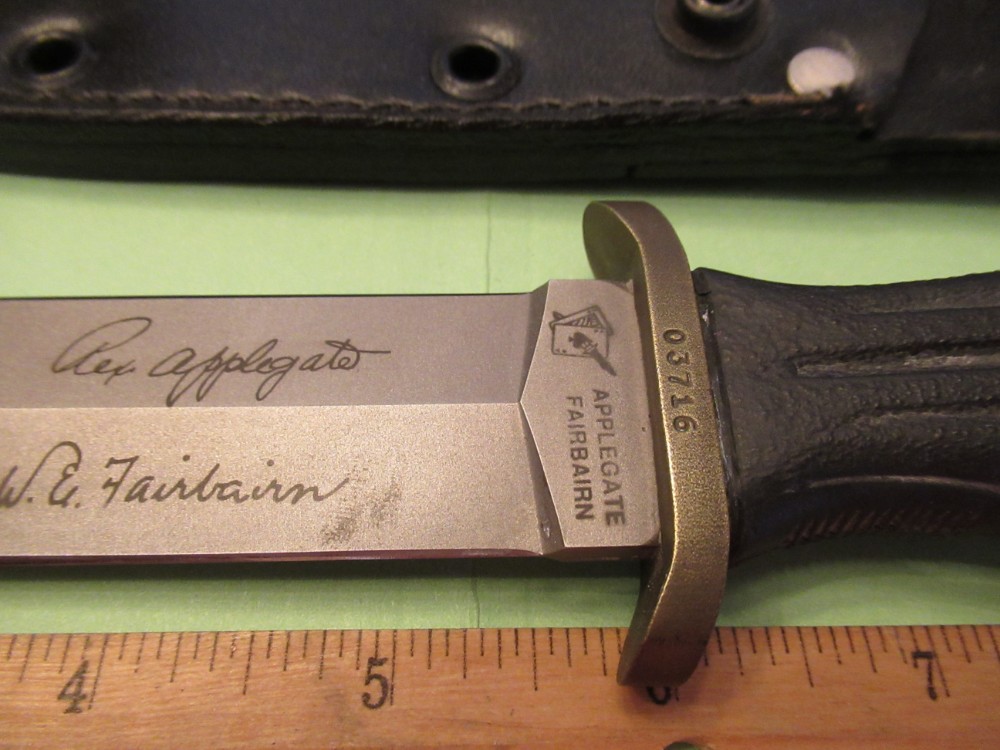 Rex Applegate
W. E. Fairbairn
APPLEGATE
FAIRBAIRN
03716
4 5 6 7